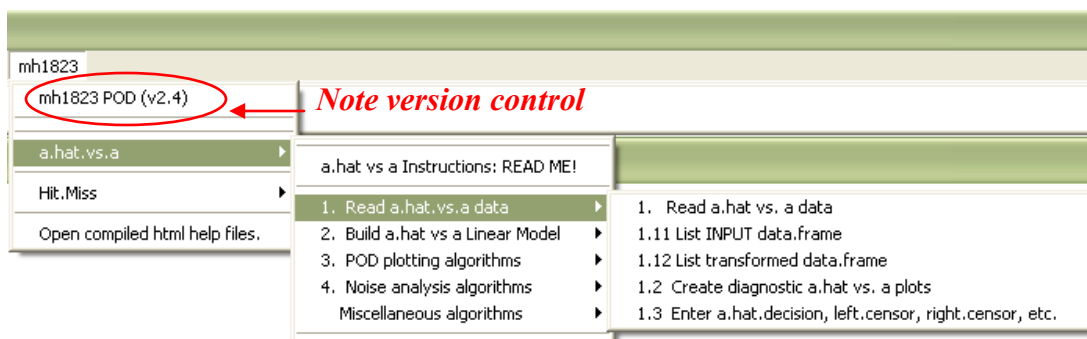 mh1823
mh1823 POD (v2.4)
Note version control
a.hat.vs.a
Hit.Miss
Open compiled html help files.
a.hat vs a Instructions: READ ME!
1. Read a.hat.vs.a data
2. Build a.hat vs a Linear Model
3. POD plotting algorithms
4. Noise analysis algorithms
Miscellaneous algorithms
1. Read a.hat vs. a data
1.11 List INPUT data.frame
1.12 List transformed data.frame
1.2 Create diagnostic a.hat vs. a plots
1.3 Enter a.hat.decision, left.censor, right.censor, etc.